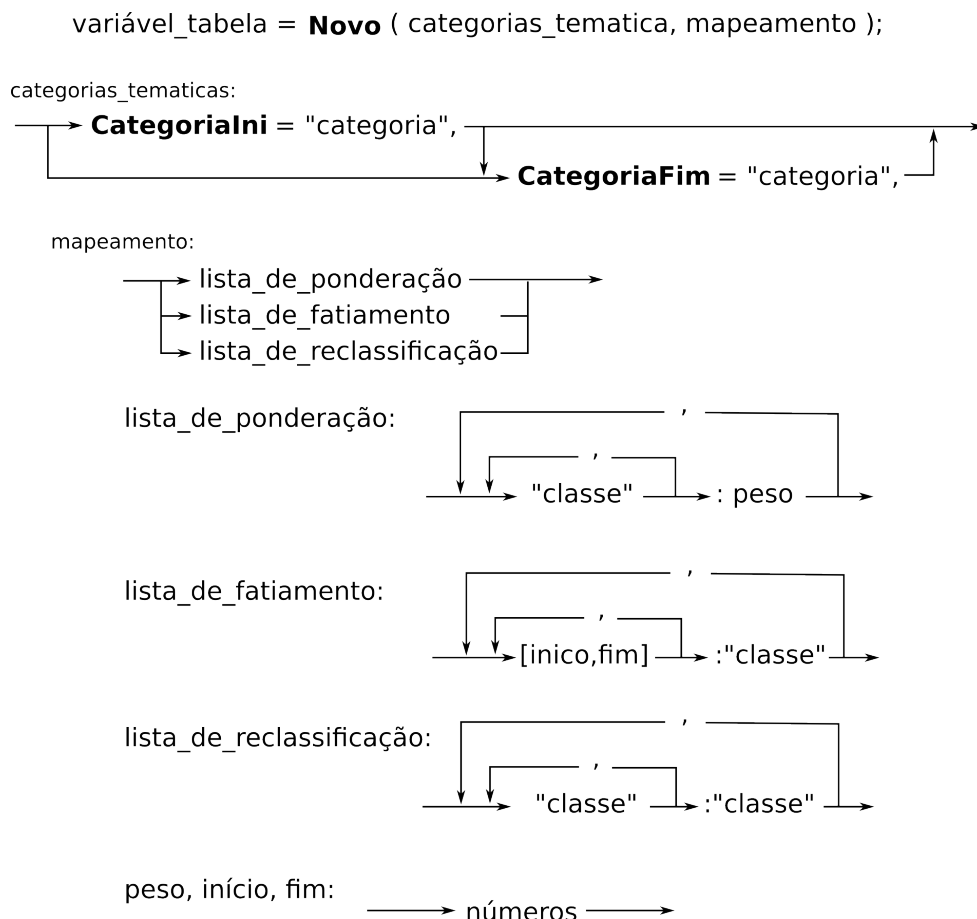 variável_tabela = Novo ( categorias_tematica, mapeamento );
categorias_tematicas:
CategoriaIni = "categoria",
CategoriaFim = "categoria",
mapeamento:
lista_de_ponderação
lista_de_fatiamento
lista_de_reclassificação
lista_de_ponderação:
,
,
"classe" : peso
lista_de_fatiamento:
,
,
[inico,fim] :"classe"
lista_de_reclassificação:
,
,
"classe" :"classe"
peso, início, fim:
números